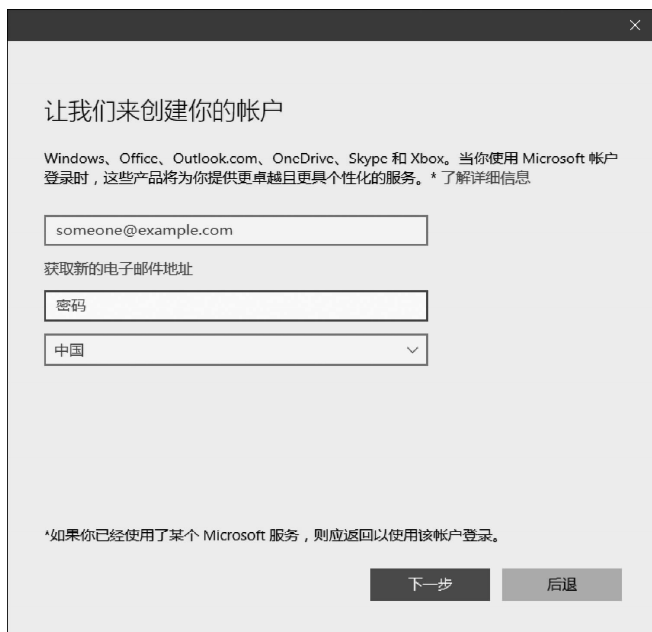 让我们来创建你的帐户
Windows、Office、Outlook.com、OneDrive、Skype 和 Xbox。当你使用 Microsoft 帐户
登录时，这些产品将为你提供更卓越且更具个性化的服务。* 了解详细信息
someone@example.com
获取新的电子邮件地址
密码
中国
*如果你已经使用了某个 Microsoft 服务，则应返回以使用该帐户登录。
下一步
后退